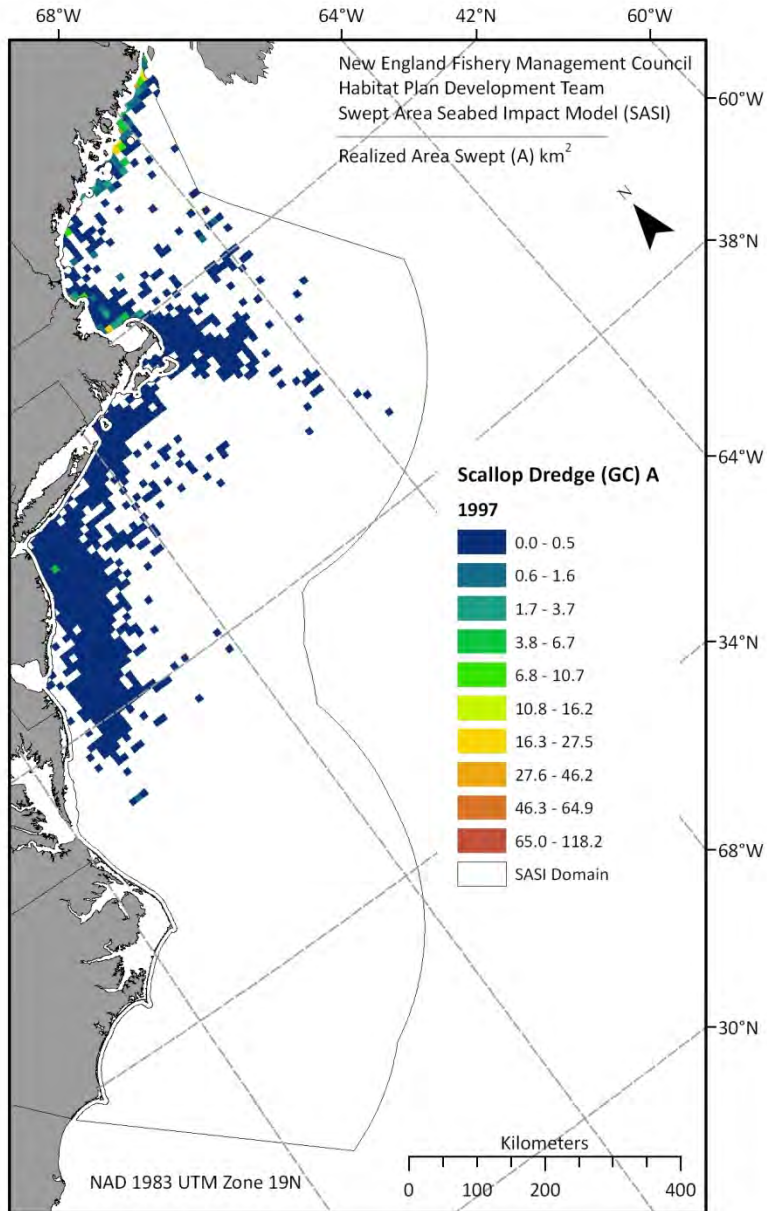 68°W
64°W
42°N
60°W
New England Fishery Management Council
Habitat Plan Development Team
Swept Area Seabed Impact Model (SASI)
Realized Area Swept (A) km²
60°W
N
38°N
64°W
Scallop Dredge (GC) A
1997
0.0 - 0.5
0.6 - 1.6
1.7 - 3.7
3.8 - 6.7
6.8 - 10.7
10.8 - 16.2
16.3 - 27.5
27.6 - 46.2
46.3 - 64.9
65.0 - 118.2
SASI Domain
34°N
68°W
30°N
Kilometers
0 100 200 400
NAD 1983 UTM Zone 19N